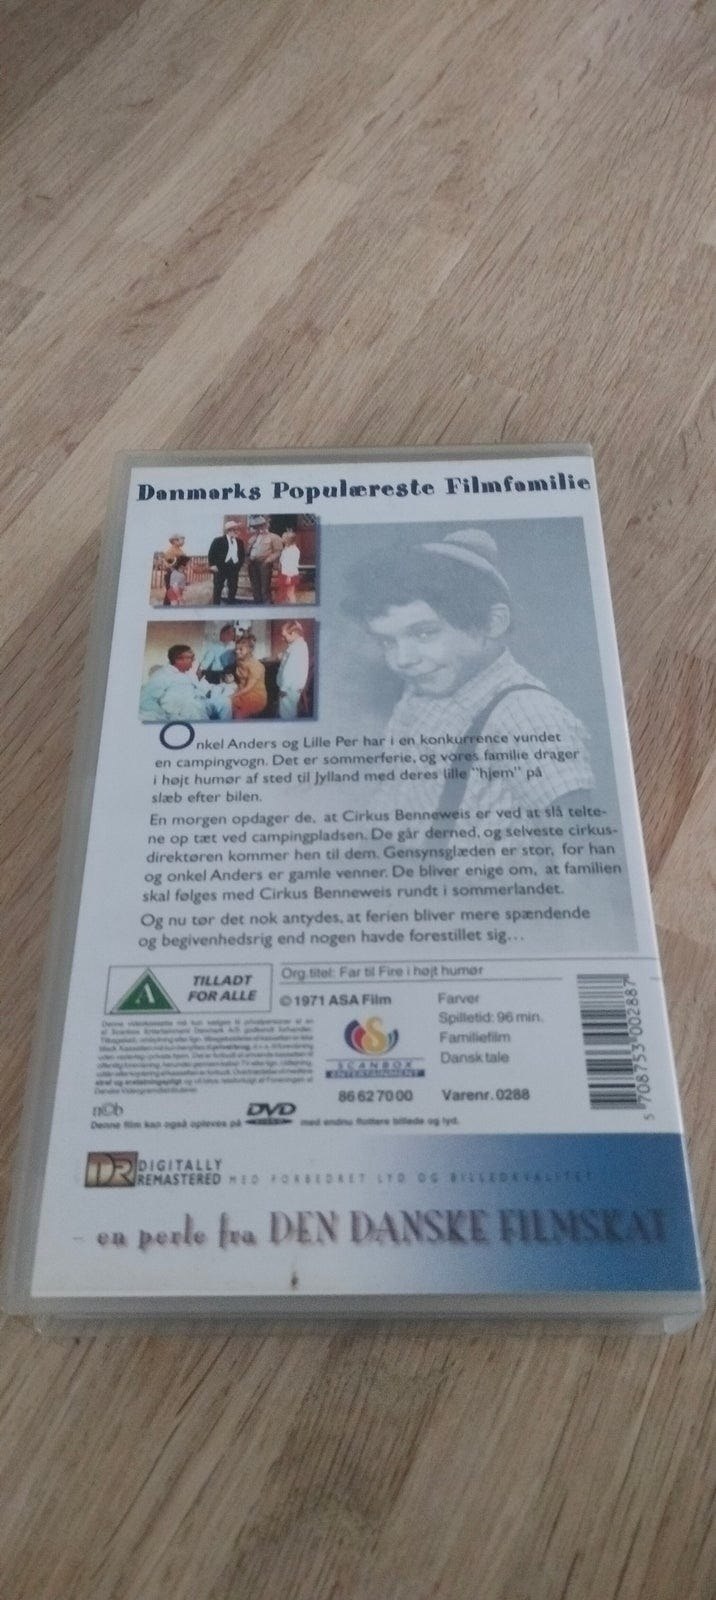 Danmarks Populæreste Filmfamilie
Onkel Anders og Lille Per har i en konkurrence vundet
en campingvogn. Det er sommerferie, og vores familie drager
i højt humør af sted til Jylland med deres lille "hjem" på
slæb efter bilen.
En morgen opdager de, at Cirkus Benneweis er ved at slå telte-
ne op tæt ved campingpladsen. De går derned, og selveste cirkus-
direktøren kommer hen til dem. Gensynsglæden er stor, for han
og onkel Anders er gamle venner. De bliver enige om, at familien
skal følges med Cirkus Benneweis rundt i sommerlandet.
Og nu tør det nok antydes, at ferien bliver mere spændende
og begivenhedsrig end nogen havde forestillet sig...
A
TILLADT
FOR ALLE
Org.titel: Far til Fire i højt humør
© 1971 ASA Film
Farver
Spilletid: 96 min.
Familiefilm
Dansk tale
SCANBOX
ENTERTAINMENT
86 62 70 00
Varenr. 0288
5 708753 002887
ncb
DVD
Denne film kan også opleves på
med endnu flottere billede og lyd.
DR DIGITALLY
REMASTERED MED FORBEDRET LYD OG BILLEDKVALITET
- en perle fra DEN DANSKE FILMSKAT